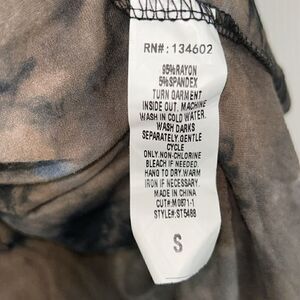 RN#: 134602
95%RAYON
5%SPANDEX
TURN GARMENT
INSIDE OUT. MACHINE
WASH IN COLD WATER.
WASH DARKS
SEPARATELY.GENTLE
CYCLE
ONLY.NON-CHLORINE
BLEACH IF NEEDED.
HANG TO DRY.WARM
IRON IF NECESSARY.
MADE IN CHINA
CUT#:M0871-1
STYLE#:ST5488
S